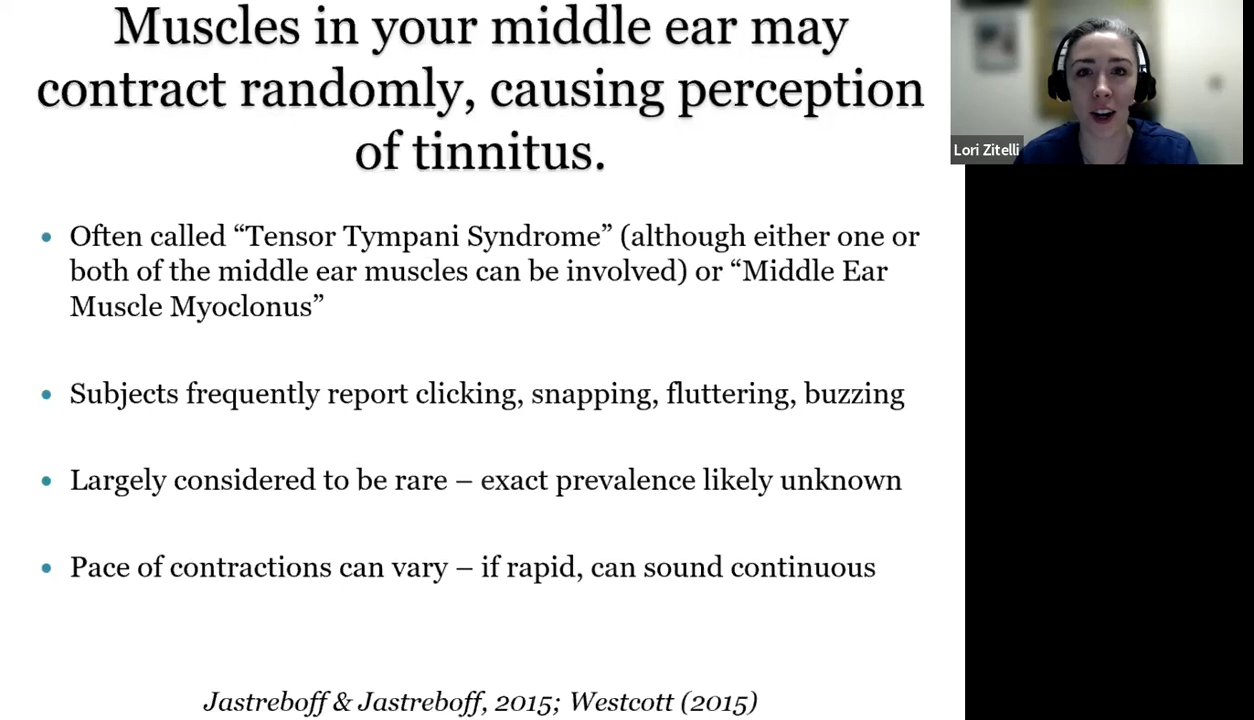 Muscles in your middle ear may
contract randomly, causing perception
of tinnitus.
Lori Zitelli
• Often called “Tensor Tympani Syndrome” (although either one or
both of the middle ear muscles can be involved) or “Middle Ear
Muscle Myoclonus”
• Subjects frequently report clicking, snapping, fluttering, buzzing
• Largely considered to be rare – exact prevalence likely unknown
• Pace of contractions can vary – if rapid, can sound continuous
Jastreboff & Jastreboff, 2015; Westcott (2015)